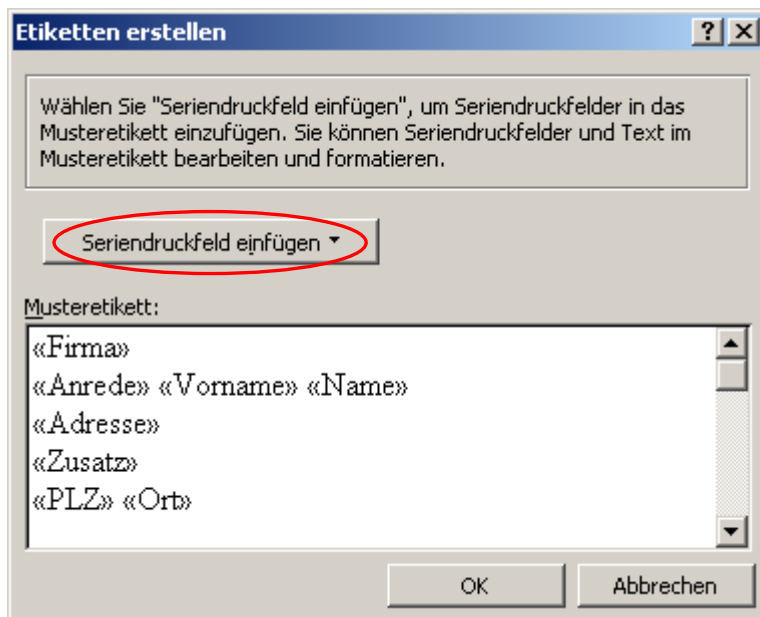 Etiketten erstellen
Wählen Sie "Seriendruckfeld einfügen", um Seriendruckfelder in das
Musteretikett einzufügen. Sie können Seriendruckfelder und Text im
Musteretikett bearbeiten und formatieren.
Seriendruckfeld einfügen
Musteretikett:
«Firma»
«Anrede» «Vorname» «Name»
«Adresse»
«Zusatz»
«PLZ» «Ort»
OK Abbrechen